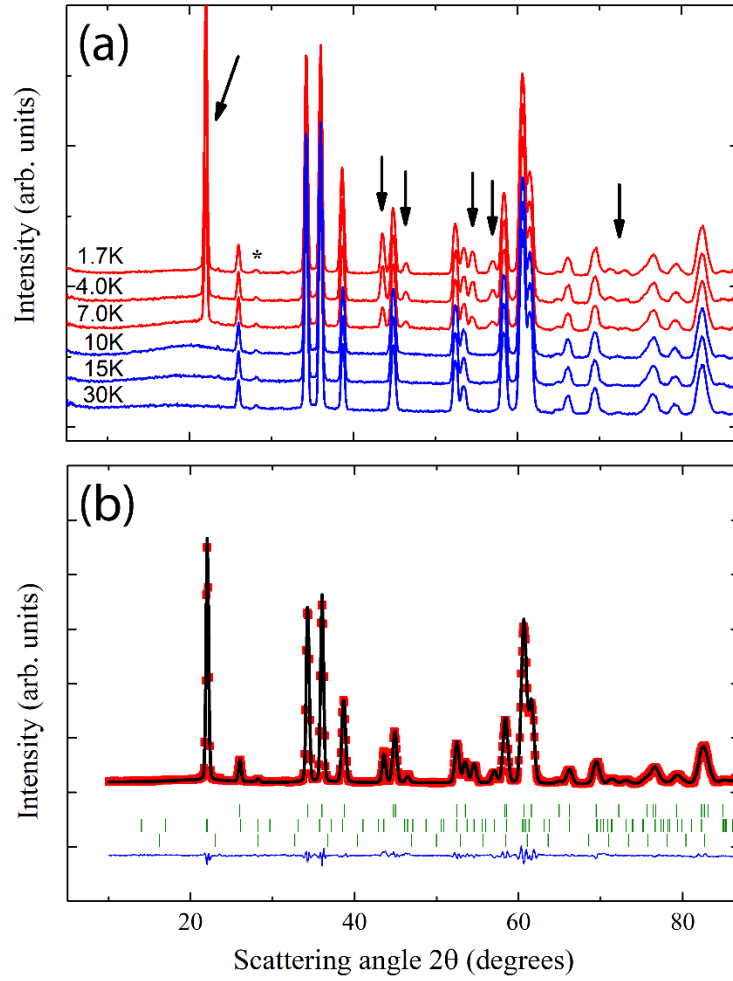 (a)
Intensity (arb. units)
*
1.7K
4.0K
7.0K
10K
15K
30K
(b)
Intensity (arb. units)
20
40
60
80
Scattering angle 2θ (degrees)